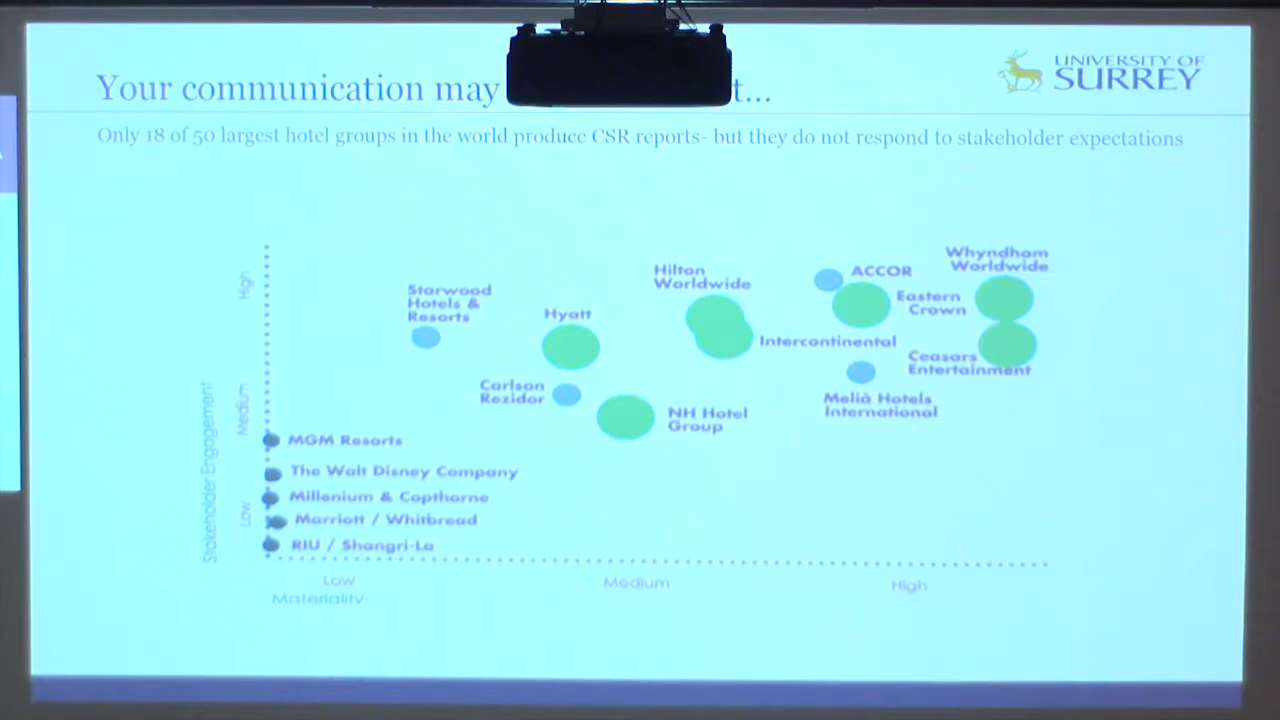 Your communication may
UNIVERSITY OF
SURREY
Only 18 of 50 largest hotel groups in the world produce CSR reports- but they do not respond to stakeholder expectations
Whyndham
Worldwide
Hilton
Worldwide
ACCOR
Starwood
Hotels &
Resorts
Hyatt
Eastern
Crown
Intercontinental
Ceasars
Entertainment
Carlson
Rezidor
Meliá Hotels
International
NH Hotel
Group
MGM Resorts
The Walt Disney Company
Millenium & Copthorne
Marriott / Whitbread
RIU / Shangri-La
Stakeholder Engagement
High
Medium
Low
Low
Medium
High
Materiality